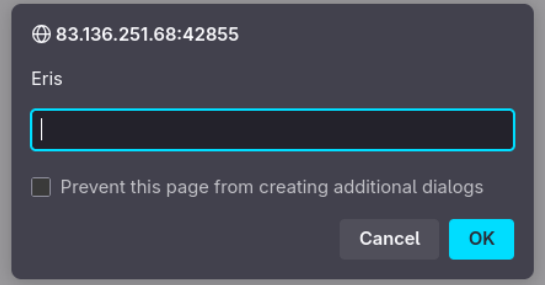 83.136.251.68:42855
Eris
Prevent this page from creating additional dialogs
Cancel OK